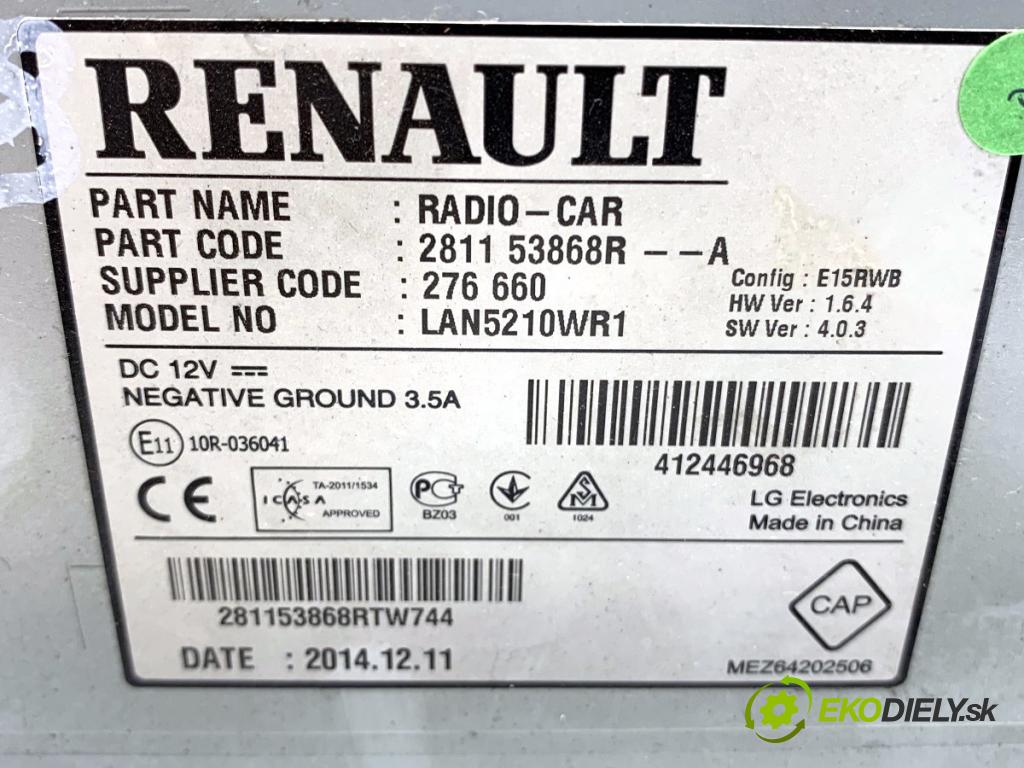 RENAULT
PART NAME : RADIO-CAR
PART CODE : 2811 53868R --A
SUPPLIER CODE : 276 660
MODEL NO : LAN5210WR1
Config : E15RWB
HW Ver : 1.6.4
SW Ver : 4.0.3
DC 12V
NEGATIVE GROUND 3.5A
E11 10R-036041
412446968
CE
TA-2011/1534
ICASA
APPROVED
PCT
BZ03
001
SM
1024
LG Electronics
Made in China
281153868RTW744
DATE : 2014.12.11
CAP
MEZ64202506
EKODIELY.sk